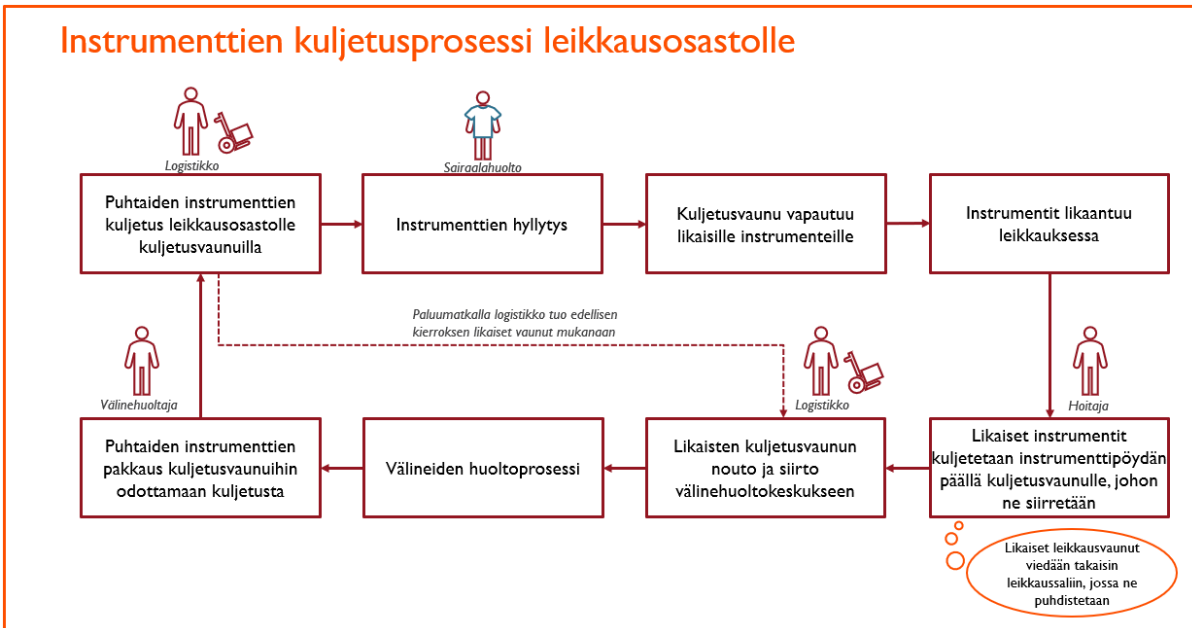 Instrumenttien kuljetusprosessi leikkausosastolle
Logistikko
Sairaalahuolto
Puhtaiden instrumenttien
kuljetus leikkausosastolle
kuljetusvaunuilla
Instrumenttien hyllytys
Kuljetusvaunu vapautuu
likaisille instrumenteille
Instrumentit likaantuu
leikkauksessa
Paluumatkalla logistikko tuo edellisen
kierroksen likaiset vaunut mukanaan
Välinehuoltaja
Logistikko
Hoitaja
Puhtaiden instrumenttien
pakkaus kuljetusvaunuihin
odottamaan kuljetusta
Välineiden huoltoprosessi
Likaisten kuljetusvaunun
nouto ja siirto
välinehuoltokeskukseen
Likaiset instrumentit
kuljetetaan instrumenttipöydän
päällä kuljetusvaunulle, johon
ne siirretään
Likaiset leikkausvaunut
viedään takaisin
leikkaussaliin, jossa ne
puhdistetaan